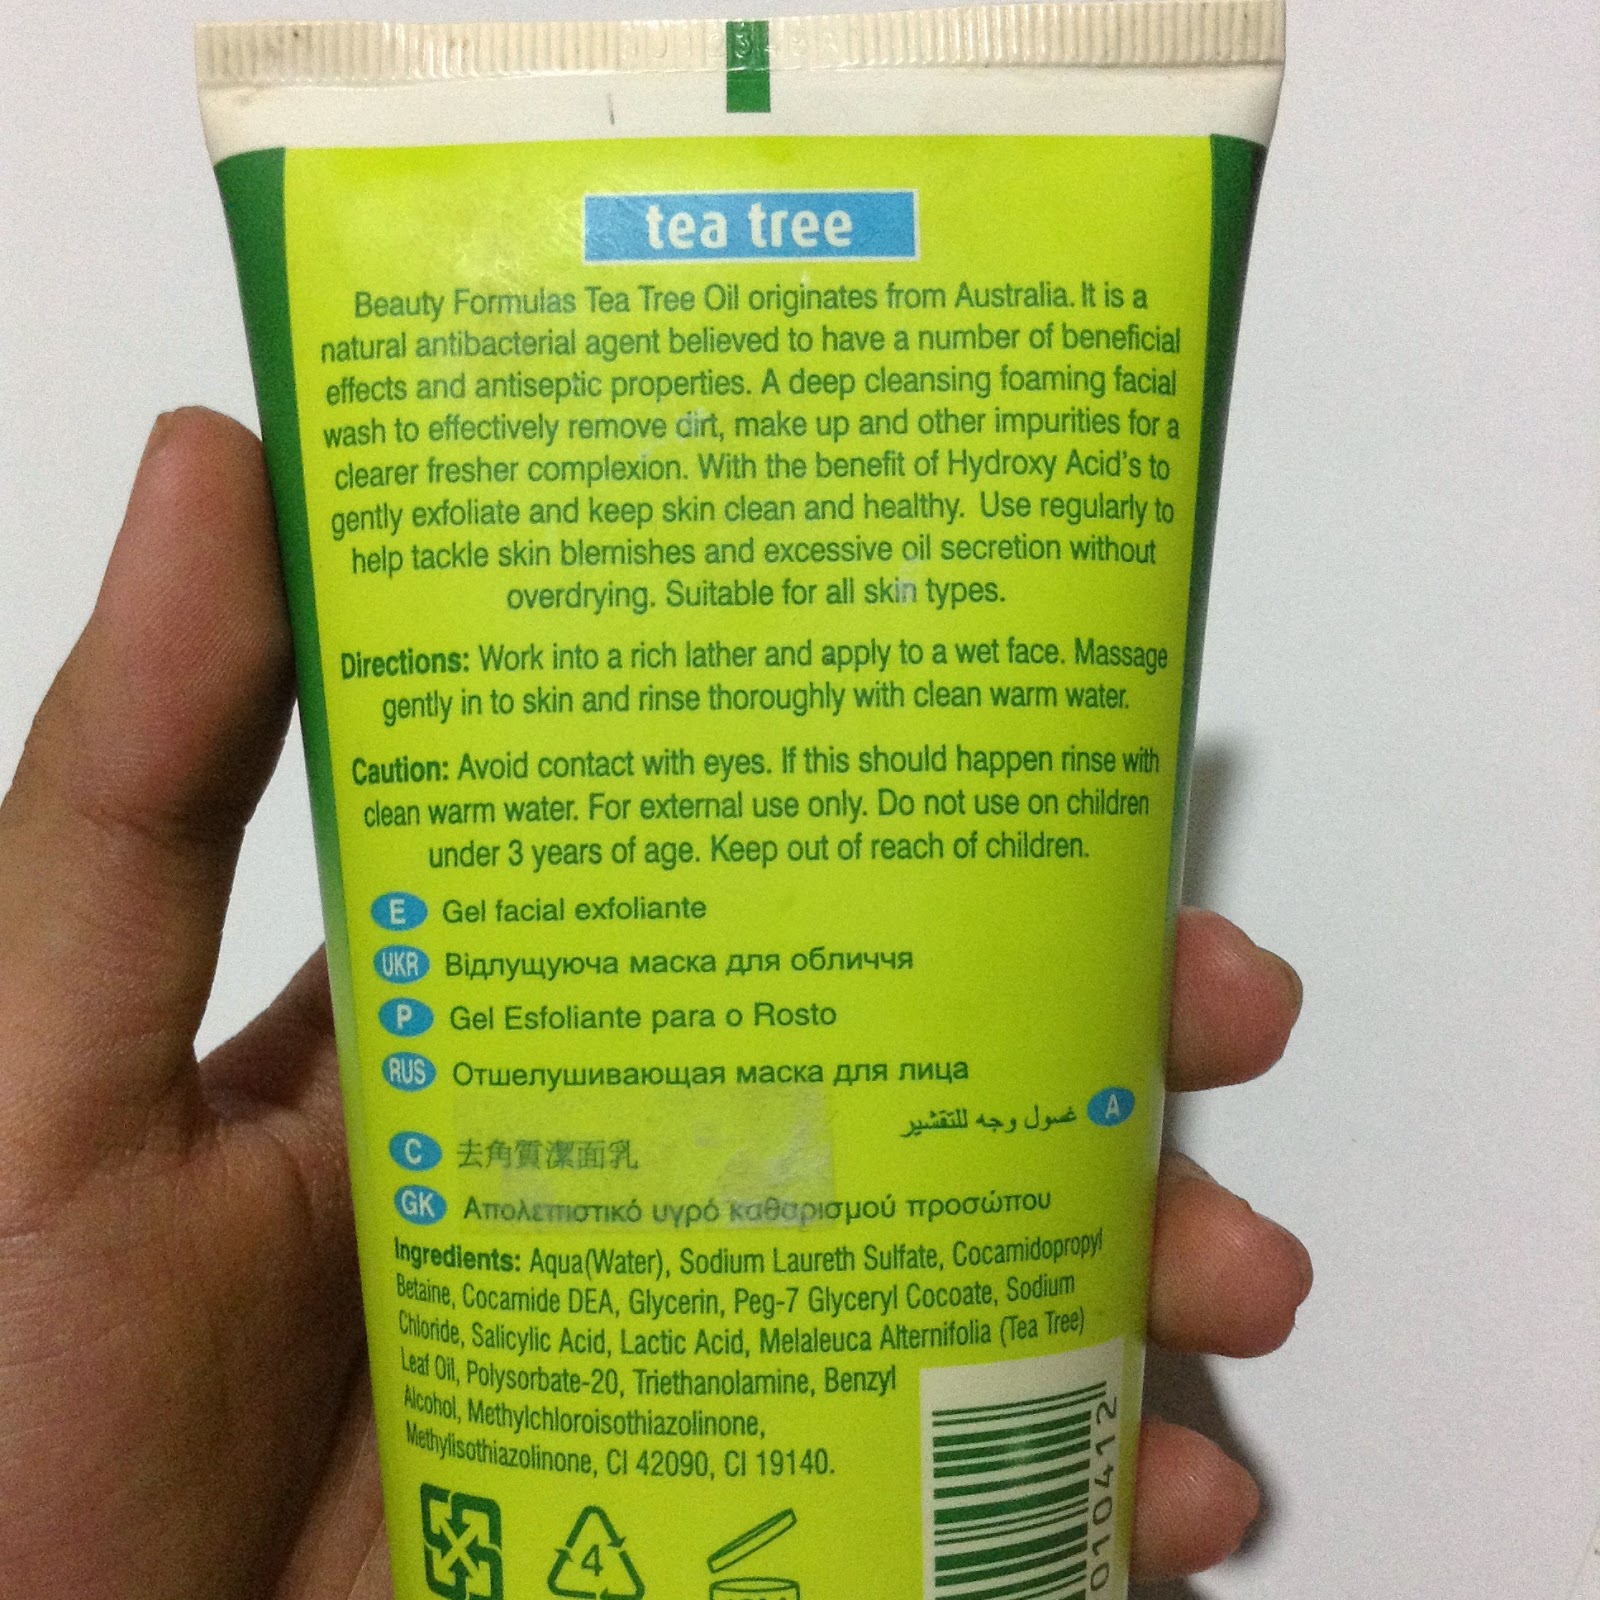 tea tree
Beauty Formulas Tea Tree Oil originates from Australia. It is a
natural antibacterial agent believed to have a number of beneficial
effects and antiseptic properties. A deep cleansing foaming facial
wash to effectively remove dirt, make up and other impurities for a
clearer fresher complexion. With the benefit of Hydroxy Acid's to
gently exfoliate and keep skin clean and healthy. Use regularly to
help tackle skin blemishes and excessive oil secretion without
overdrying. Suitable for all skin types.
Directions: Work into a rich lather and apply to a wet face. Massage
gently in to skin and rinse thoroughly with clean warm water.
Caution: Avoid contact with eyes. If this should happen rinse with
clean warm water. For external use only. Do not use on children
under 3 years of age. Keep out of reach of children.
E Gel facial exfoliante
UKR Відлущуюча маска для обличчя
P Gel Esfoliante para o Rosto
RUS Отшелушивающая маска для лица
A غسول وجه للتقشير
C 去角質潔面乳
GK Απολεπιστικό υγρό καθαρισμού προσώπου
Ingredients: Aqua(Water), Sodium Laureth Sulfate, Cocamidopropyl
Betaine, Cocamide DEA, Glycerin, Peg-7 Glyceryl Cocoate, Sodium
Chloride, Salicylic Acid, Lactic Acid, Melaleuca Alternifolia (Tea Tree)
Leaf Oil, Polysorbate-20, Triethanolamine, Benzyl
Alcohol, Methylchloroisothiazolinone,
Methylisothiazolinone, CI 42090, CI 19140.
4
010412